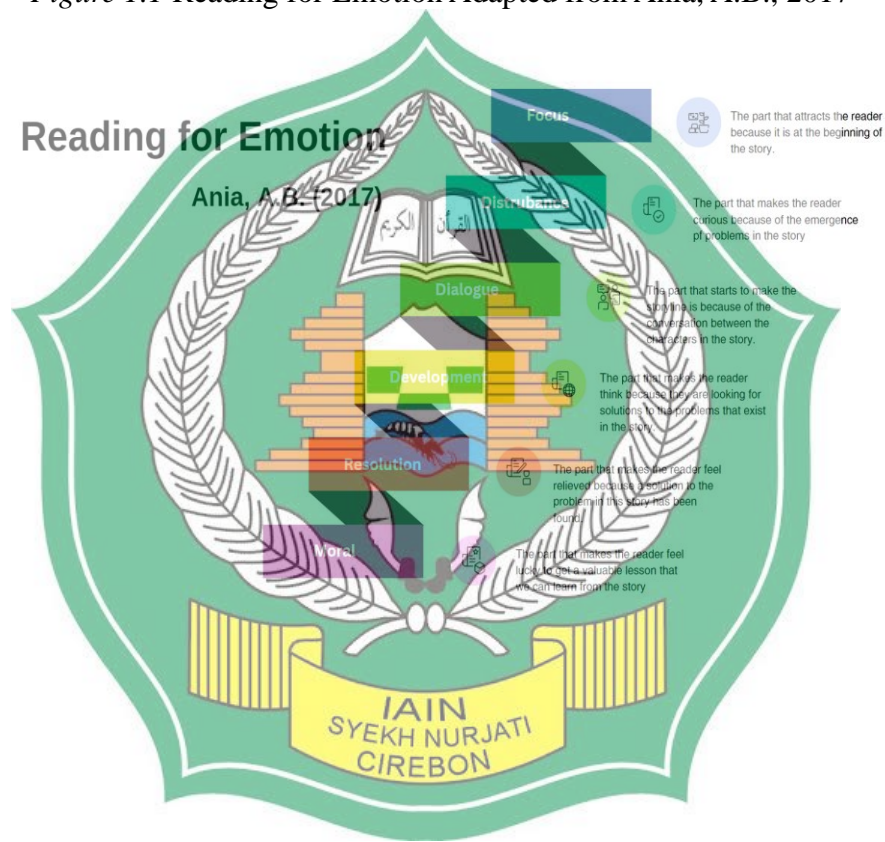 Figure 1.1 Reading for Emotion Adapted from Ania, A.B., 2017
Reading for Emotion
Ania, A.B. (2017)
Focus
The part that attracts the reader
because it is at the beginning of
the story.
Distrubance
The part that makes the reader
curious because of the emergence
pf problems in the story
Dialogue
The part that starts to make the
storyline is because of the
conversation between the
characters in the story.
Development
The part that makes the reader
think because they are looking for
solutions to the problems that exist
in the story.
Resolution
The part that makes the reader feel
relieved because a solution to the
problem in this story has been
found.
Moral
The part that makes the reader feel
lucky to get a valuable lesson that
we can learn from the story
القرآن الكريم
IAIN
SYEKH NURJATI
CIREBON